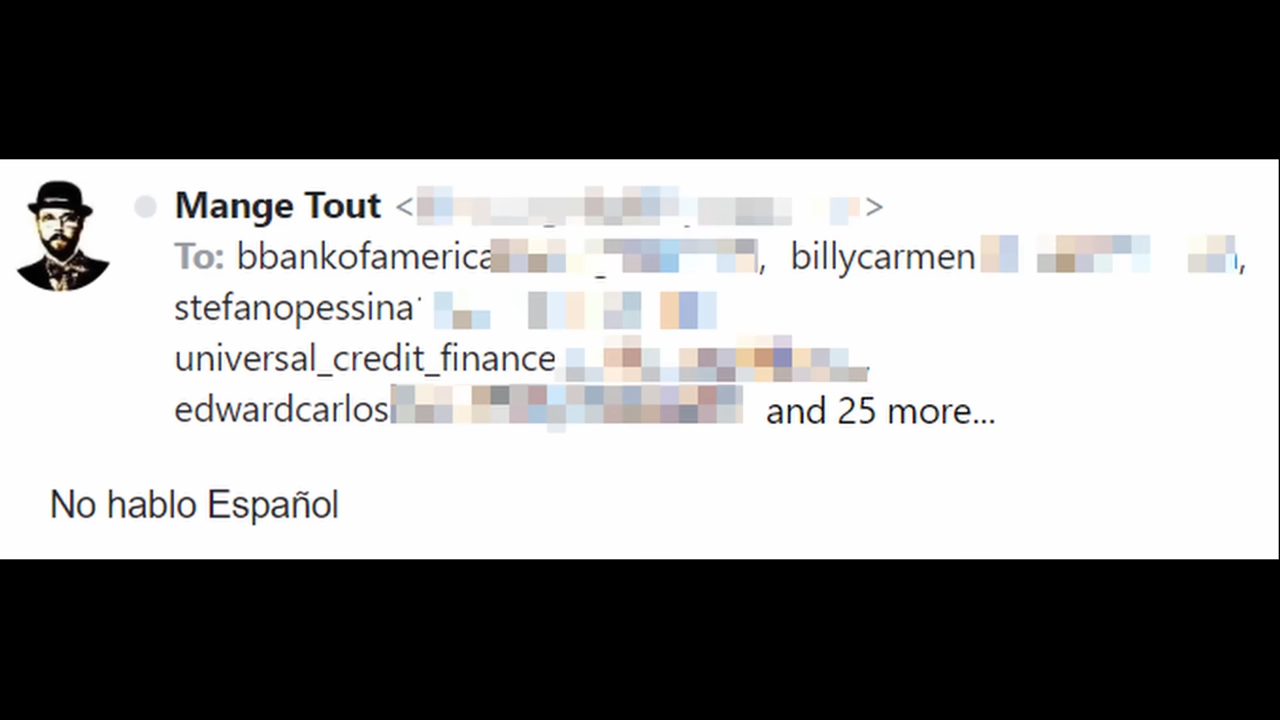 Mange Tout < >
To: bbankofamerica , billycarmen ,
stefanopessina
universal_credit_finance
edwardcarlos and 25 more...
No hablo Español